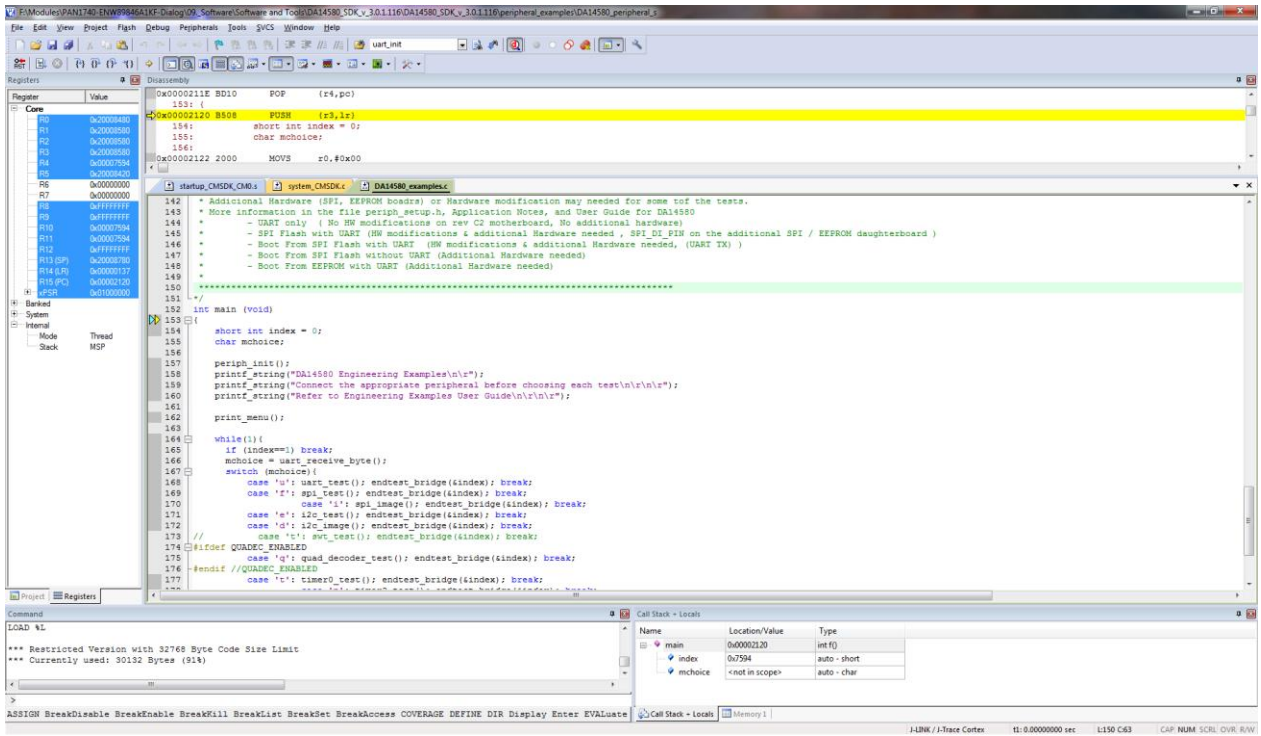 F:\Modules\PAN1740-ENW89846A1KF-Dialog\09_Software\Software and Tools\DA14580_SDK_v_3.0.1.116\DA14580_SDK_v_3.0.1.116\peripheral_examples\DA14580_peripheral_s
File Edit View Project Flash Debug Peripherals Tools SVCS Window Help
uart_init
Registers
Register Value
Core
R0 0x20008480
R1 0x20008580
R2 0x20008580
R3 0x20008580
R4 0x00007594
R5 0x20008420
R6 0x00000000
R7 0x00000000
R8 0xFFFFFFFF
R9 0xFFFFFFFF
R10 0x00007594
R11 0x00007594
R12 0xFFFFFFFF
R13 (SP) 0x20008780
R14 (LR) 0x00000137
R15 (PC) 0x00002120
xPSR 0x01000000
Banked
System
Internal
Mode Thread
Stack MSP
Project Registers
Disassembly
0x0000211E BD10 POP {r4,pc}
153: {
0x00002120 B508 PUSH {r3,lr}
154: short int index = 0;
155: char mchoice;
156:
0x00002122 2000 MOVS r0,#0x00
startup_CMSDK_CM0.s system_CMSDK.c DA14580_examples.c
142 * Addicional Hardware (SPI, EEPROM boadrs) or Hardware modification may needed for some tof the tests.
143 * More information in the file periph_setup.h, Application Notes, and User Guide for DA14580
144 * - UART only ( No HW modifications on rev C2 motherboard, No additional hardware)
145 * - SPI Flash with UART (HW modifications & additional Hardware needed , SPI_DI_PIN on the additional SPI / EEPROM daughterboard )
146 * - Boot From SPI Flash with UART (HW modifications & additional Hardware needed, (UART TX) )
147 * - Boot From SPI Flash without UART (Additional Hardware needed)
148 * - Boot From EEPROM with UART (Additional Hardware needed)
149 *
150 ****************************************************************************************
151 */
152 int main (void)
153 {
154 short int index = 0;
155 char mchoice;
156
157 periph_init();
158 printf_string("DA14580 Engineering Examples\n\r");
159 printf_string("Connect the appropriate peripheral before choosing each test\n\r\n\r");
160 printf_string("Refer to Engineering Examples User Guide\n\r\n\r");
161
162 print_menu();
163
164 while(1){
165 if (index==1) break;
166 mchoice = uart_receive_byte();
167 switch (mchoice){
168 case 'u': uart_test(); endtest_bridge(&index); break;
169 case 'f': spi_test(); endtest_bridge(&index); break;
170 case 'i': spi_image(); endtest_bridge(&index); break;
171 case 'e': i2c_test(); endtest_bridge(&index); break;
172 case 'd': i2c_image(); endtest_bridge(&index); break;
173 // case 't': swt_test(); endtest_bridge(&index); break;
174 #ifdef QUADEC_ENABLED
175 case 'q': quad_decoder_test(); endtest_bridge(&index); break;
176 #endif //QUADEC_ENABLED
177 case 't': timer0_test(); endtest_bridge(&index); break;
Command
LOAD %L
*** Restricted Version with 32768 Byte Code Size Limit
*** Currently used: 30132 Bytes (91%)
>
ASSIGN BreakDisable BreakEnable BreakKill BreakList BreakSet BreakAccess COVERAGE DEFINE DIR Display Enter EVALuate
Call Stack + Locals
Name Location/Value Type
main 0x00002120 int f()
index 0x7594 auto - short
mchoice <not in scope> auto - char
Call Stack + Locals Memory 1
J-LINK / J-Trace Cortex t1: 0.00000000 sec L:150 C:63 CAP NUM SCRL OVR R/W